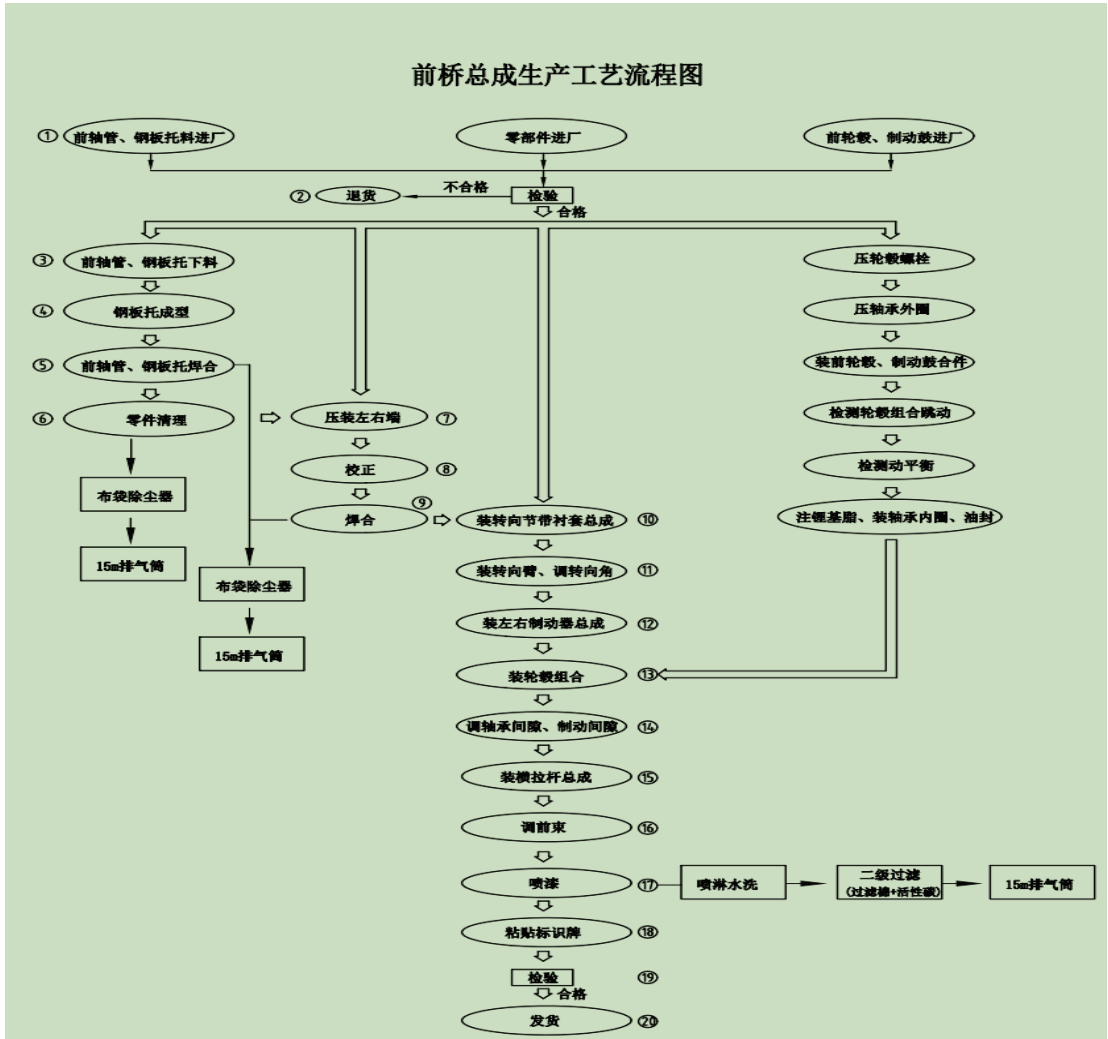 前桥总成生产工艺流程图
① 前轴管、钢板托料进厂
零部件进厂
前轮毂、制动鼓进厂
② 退货
不合格
检验
合格
③ 前轴管、钢板托下料
④ 钢板托成型
⑤ 前轴管、钢板托焊合
⑥ 零件清理
布袋除尘器
15m排气筒
布袋除尘器
15m排气筒
压装左右端 ⑦
校正 ⑧
焊合 ⑨
压轮毂螺栓
压轴承外圈
装前轮毂、制动鼓合件
检测轮毂组合跳动
检测动平衡
注锂基脂、装轴承内圈、油封
装转向节带衬套总成 ⑩
装转向臂、调转向角 ⑪
装左右制动器总成 ⑫
装轮毂组合 ⑬
调轴承间隙、制动间隙 ⑭
装横拉杆总成 ⑮
调前束 ⑯
喷漆 ⑰
喷淋水洗
二级过滤
(过滤棉+活性碳)
15m排气筒
粘贴标识牌 ⑱
检验 ⑲
合格
发货 ⑳